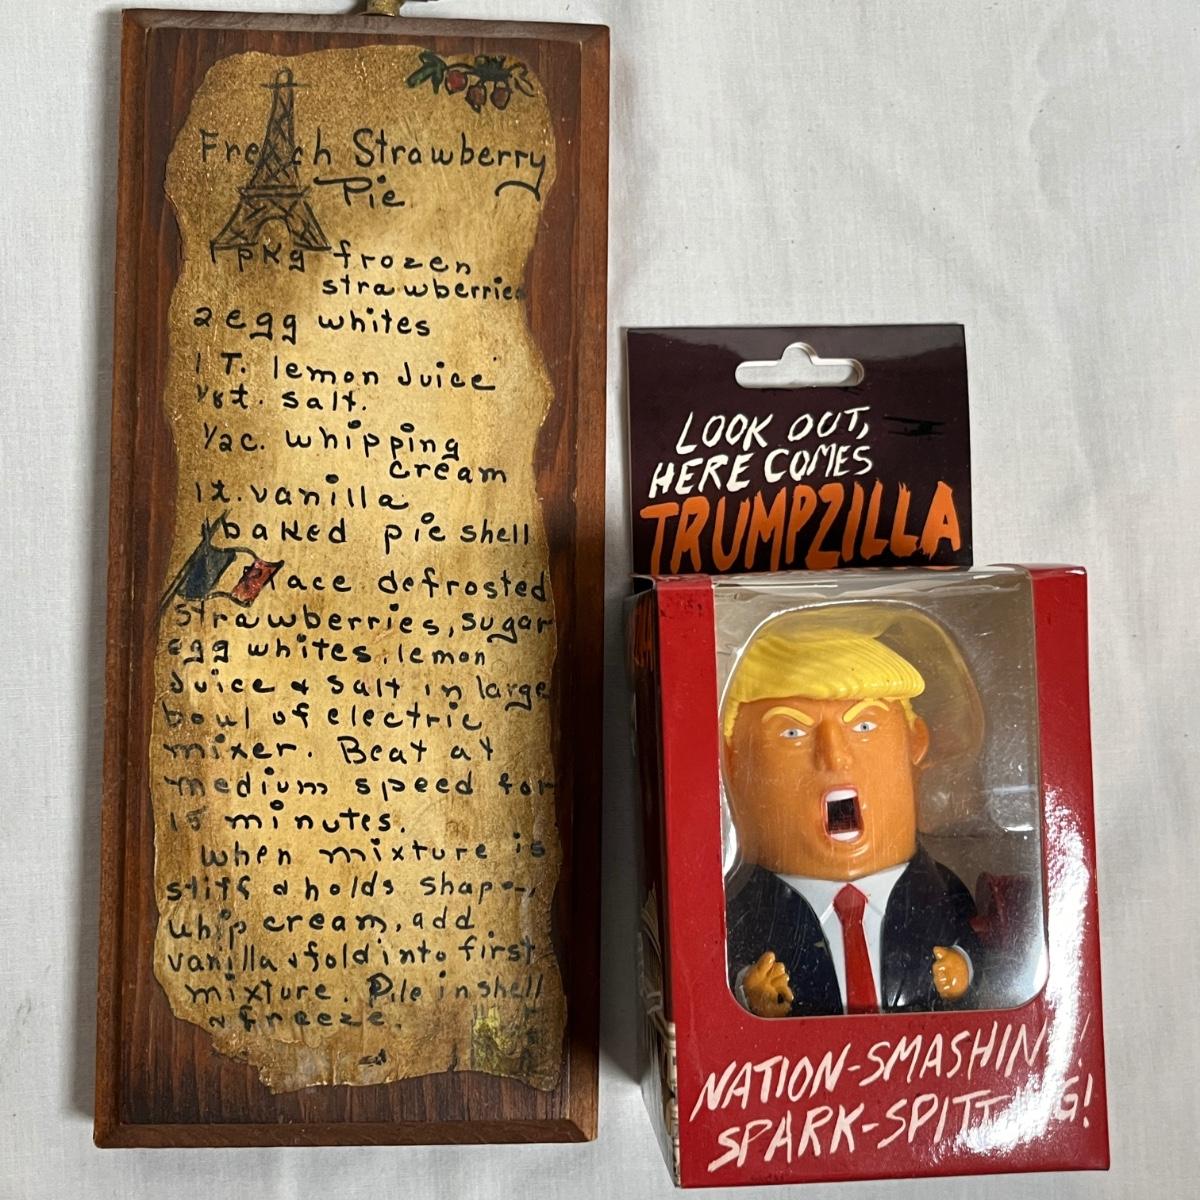 French Strawberry
Pie
1 pkg frozen
strawberries
2 egg whites
1 T. lemon Juice
1/8 t. salt.
1/2 c. whipping
cream
1 t. vanilla
1 baked pie shell
Place defrosted
strawberries, sugar
egg whites, lemon
Juice & salt in large
bowl of electric
mixer. Beat at
medium speed for
15 minutes.
When mixture is
stiff & holds shape,
whip cream, add
vanilla & fold into first
mixture. Pile in shell
& freeze.
LOOK OUT,
HERE COMES
TRUMPZILLA
NATION-SMASHING!
SPARK-SPITTING!